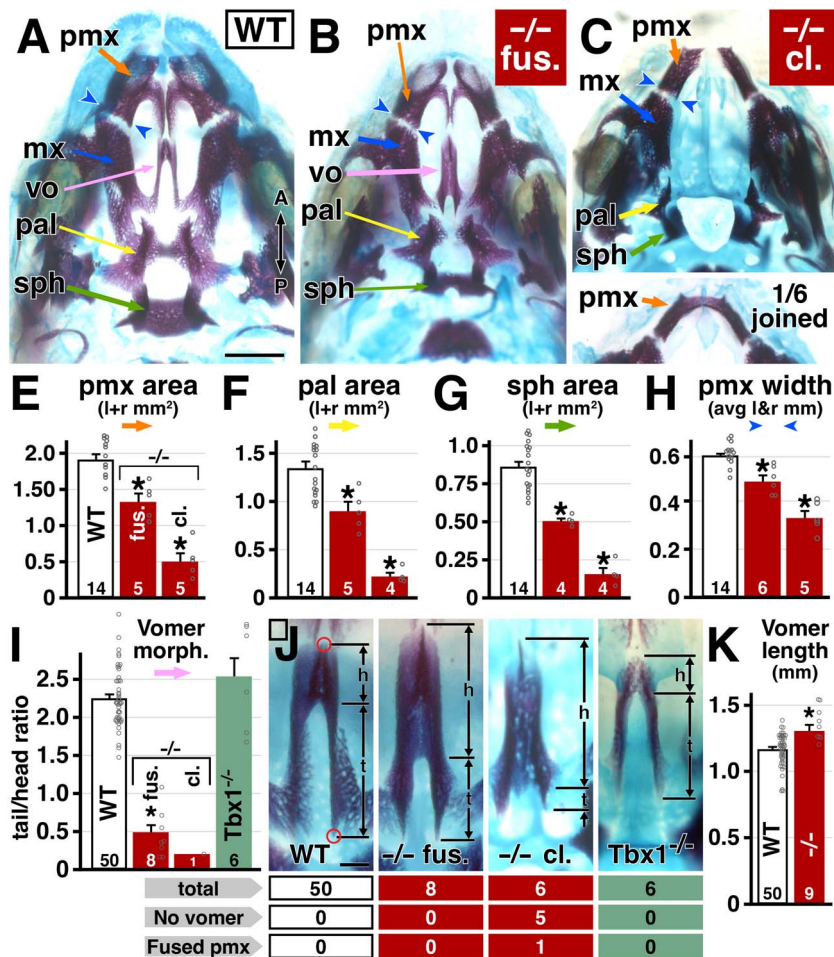 A
WT
pmx
mx
vo
pal
sph
A
P
B
–/–
fus.
pmx
mx
vo
pal
sph
C
–/–
cl.
pmx
mx
pal
sph
pmx
1/6
joined
E
pmx area
(l+r mm²)
2.0
1.50
1.0
0.5
0
–/–
WT
fus.
cl.
*
*
14
5
5
F
pal area
(l+r mm²)
1.5
1.0
0.5
0
*
*
14
5
4
G
sph area
(l+r mm²)
1.0
0.75
0.50
0.25
0
*
*
14
4
4
H
pmx width
(avg l&r mm)
0.6
0.4
0.2
0
*
*
14
6
5
I
Vomer
morph.
tail/head ratio
2.5
2.0
1.5
1.0
0.5
0
–/–
WT
* fus.
cl.
Tbx1–/–
50
8
1
6
J
h
t
WT
h
t
–/– fus.
h
t
–/– cl.
h
t
Tbx1–/–
K
Vomer
length
(mm)
1.5
1.0
0.5
0
*
WT
–/–
50
9
total 50 8 6 6
No vomer 0 0 5 0
Fused pmx 0 0 1 0